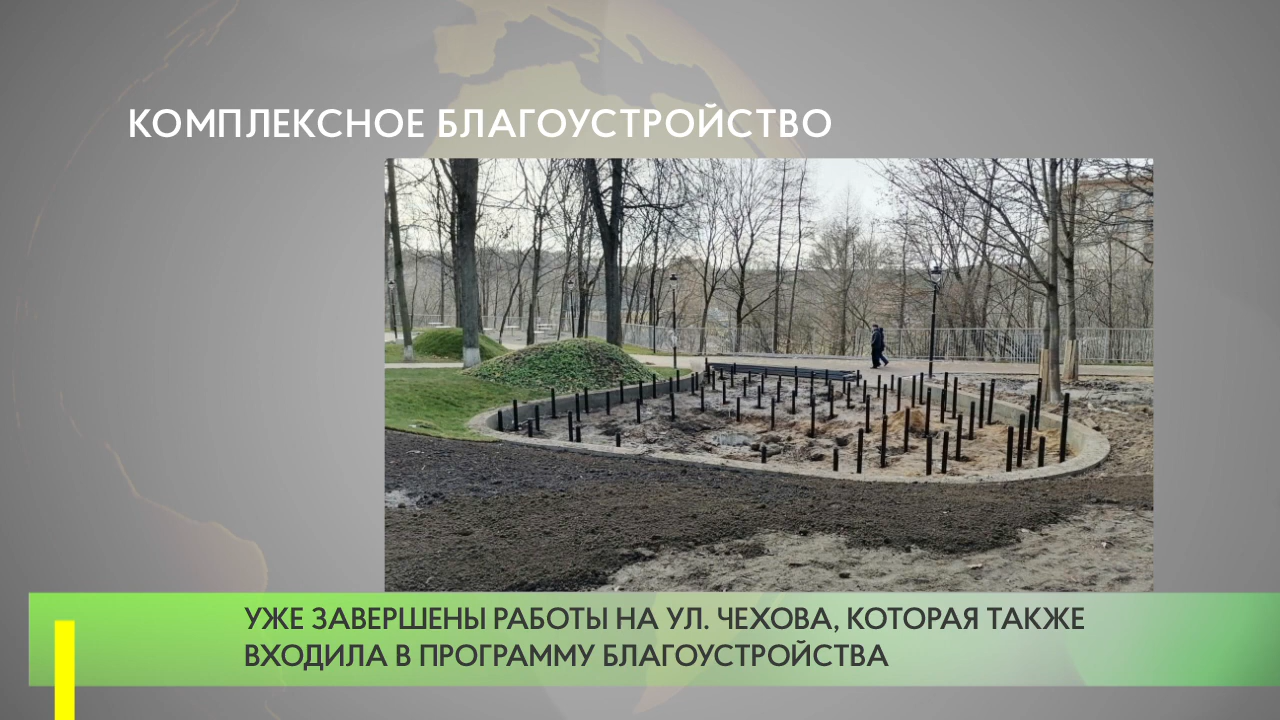 КОМПЛЕКСНОЕ БЛАГОУСТРОЙСТВО
УЖЕ ЗАВЕРШЕНЫ РАБОТЫ НА УЛ. ЧЕХОВА, КОТОРАЯ ТАКЖЕ
ВХОДИЛА В ПРОГРАММУ БЛАГОУСТРОЙСТВА